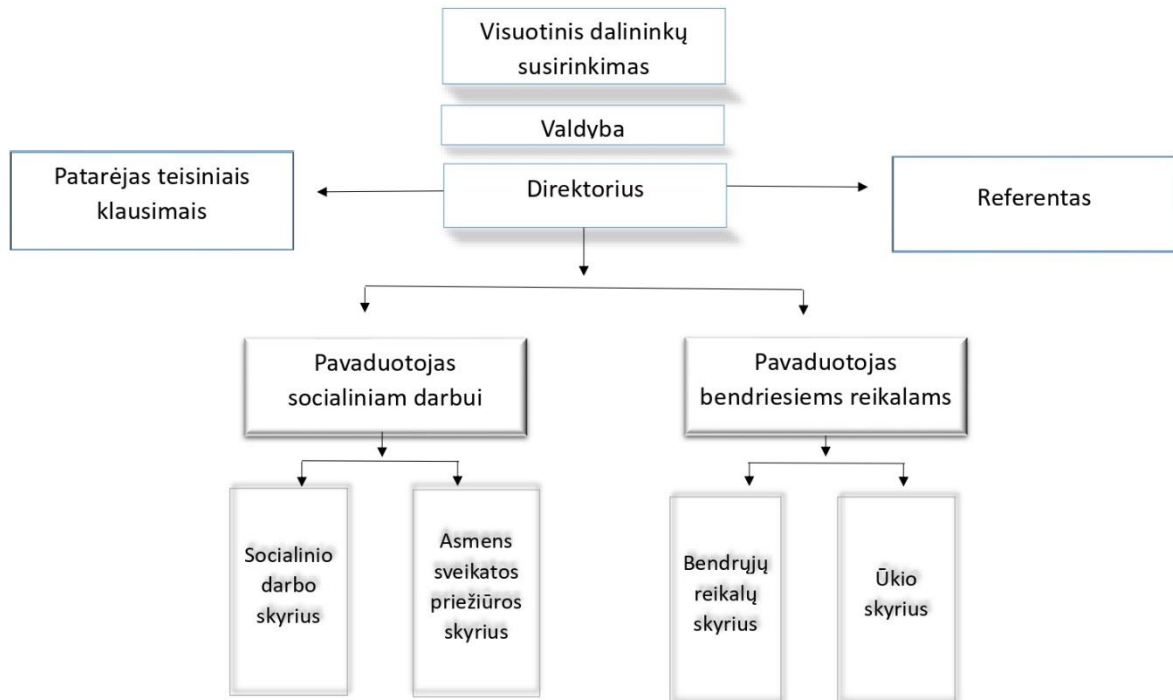 Visuotinis dalininkų
susirinkimas
Valdyba
Patarėjas teisiniais
klausimais
Direktorius
Referentas
Pavaduotojas
socialiniam darbui
Pavaduotojas
bendriesiems reikalams
Socialinio
darbo
skyrius
Asmens
sveikatos
priežiūros
skyrius
Bendrųjų
reikalų
skyrius
Ūkio
skyrius